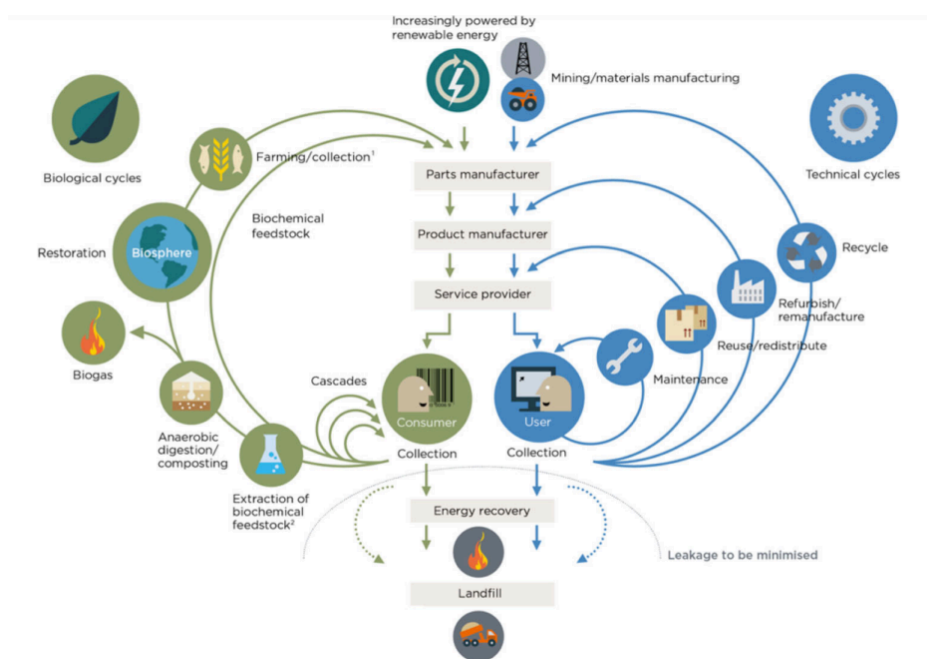 Increasingly powered by
renewable energy
Mining/materials manufacturing
Biological cycles
Farming/collection¹
Parts manufacturer
Technical cycles
Biochemical
feedstock
Product manufacturer
Restoration
Biosphere
Recycle
Service provider
Refurbish/
remanufacture
Reuse/redistribute
Biogas
Cascades
Maintenance
Consumer
User
Anaerobic
digestion/
composting
Collection
Collection
Extraction of
biochemical
feedstock²
Energy recovery
Leakage to be minimised
Landfill